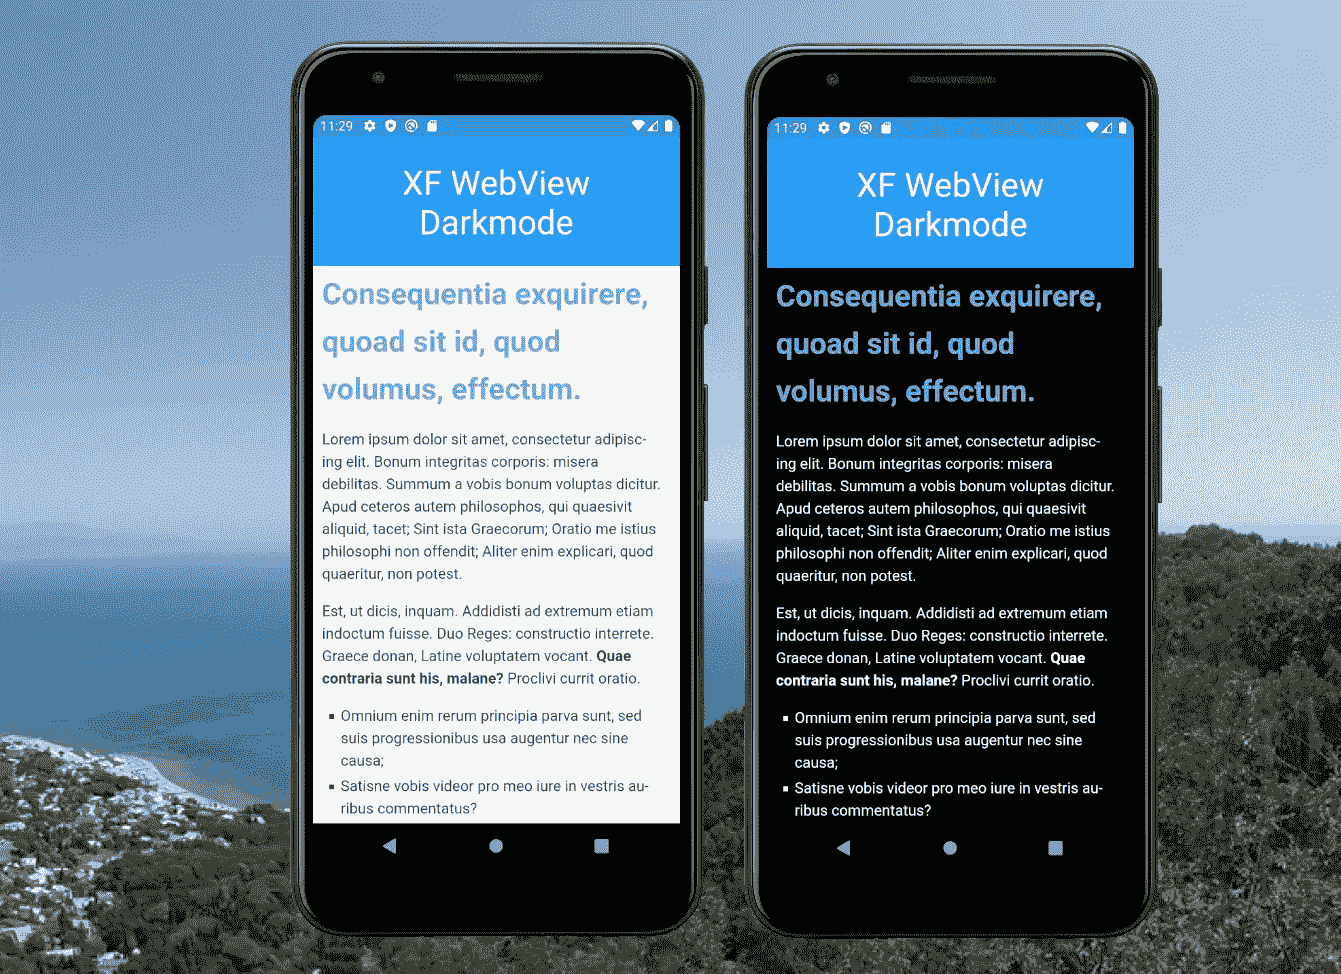 11:29
XF WebView
Darkmode
Consequentia exquirere,
quoad sit id, quod
volumus, effectum.
Lorem ipsum dolor sit amet, consectetur adipisc-
ing elit. Bonum integritas corporis: misera
debilitas. Summum a vobis bonum voluptas dicitur.
Apud ceteros autem philosophos, qui quaesivit
aliquid, tacet; Sint ista Graecorum; Oratio me istius
philosophi non offendit; Aliter enim explicari, quod
quaeritur, non potest.
Est, ut dicis, inquam. Addidisti ad extremum etiam
indoctum fuisse. Duo Reges: constructio interrete.
Graece donan, Latine voluptatem vocant. Quae
contraria sunt his, malane? Proclivi currit oratio.
Omnium enim rerum principia parva sunt, sed
suis progressionibus usa augentur nec sine
causa;
Satisne vobis videor pro meo iure in vestris au-
ribus commentatus?
11:29
XF WebView
Darkmode
Consequentia exquirere,
quoad sit id, quod
volumus, effectum.
Lorem ipsum dolor sit amet, consectetur adipisc-
ing elit. Bonum integritas corporis: misera
debilitas. Summum a vobis bonum voluptas dicitur.
Apud ceteros autem philosophos, qui quaesivit
aliquid, tacet; Sint ista Graecorum; Oratio me istius
philosophi non offendit; Aliter enim explicari, quod
quaeritur, non potest.
Est, ut dicis, inquam. Addidisti ad extremum etiam
indoctum fuisse. Duo Reges: constructio interrete.
Graece donan, Latine voluptatem vocant. Quae
contraria sunt his, malane? Proclivi currit oratio.
Omnium enim rerum principia parva sunt, sed
suis progressionibus usa augentur nec sine
causa;
Satisne vobis videor pro meo iure in vestris au-
ribus commentatus?